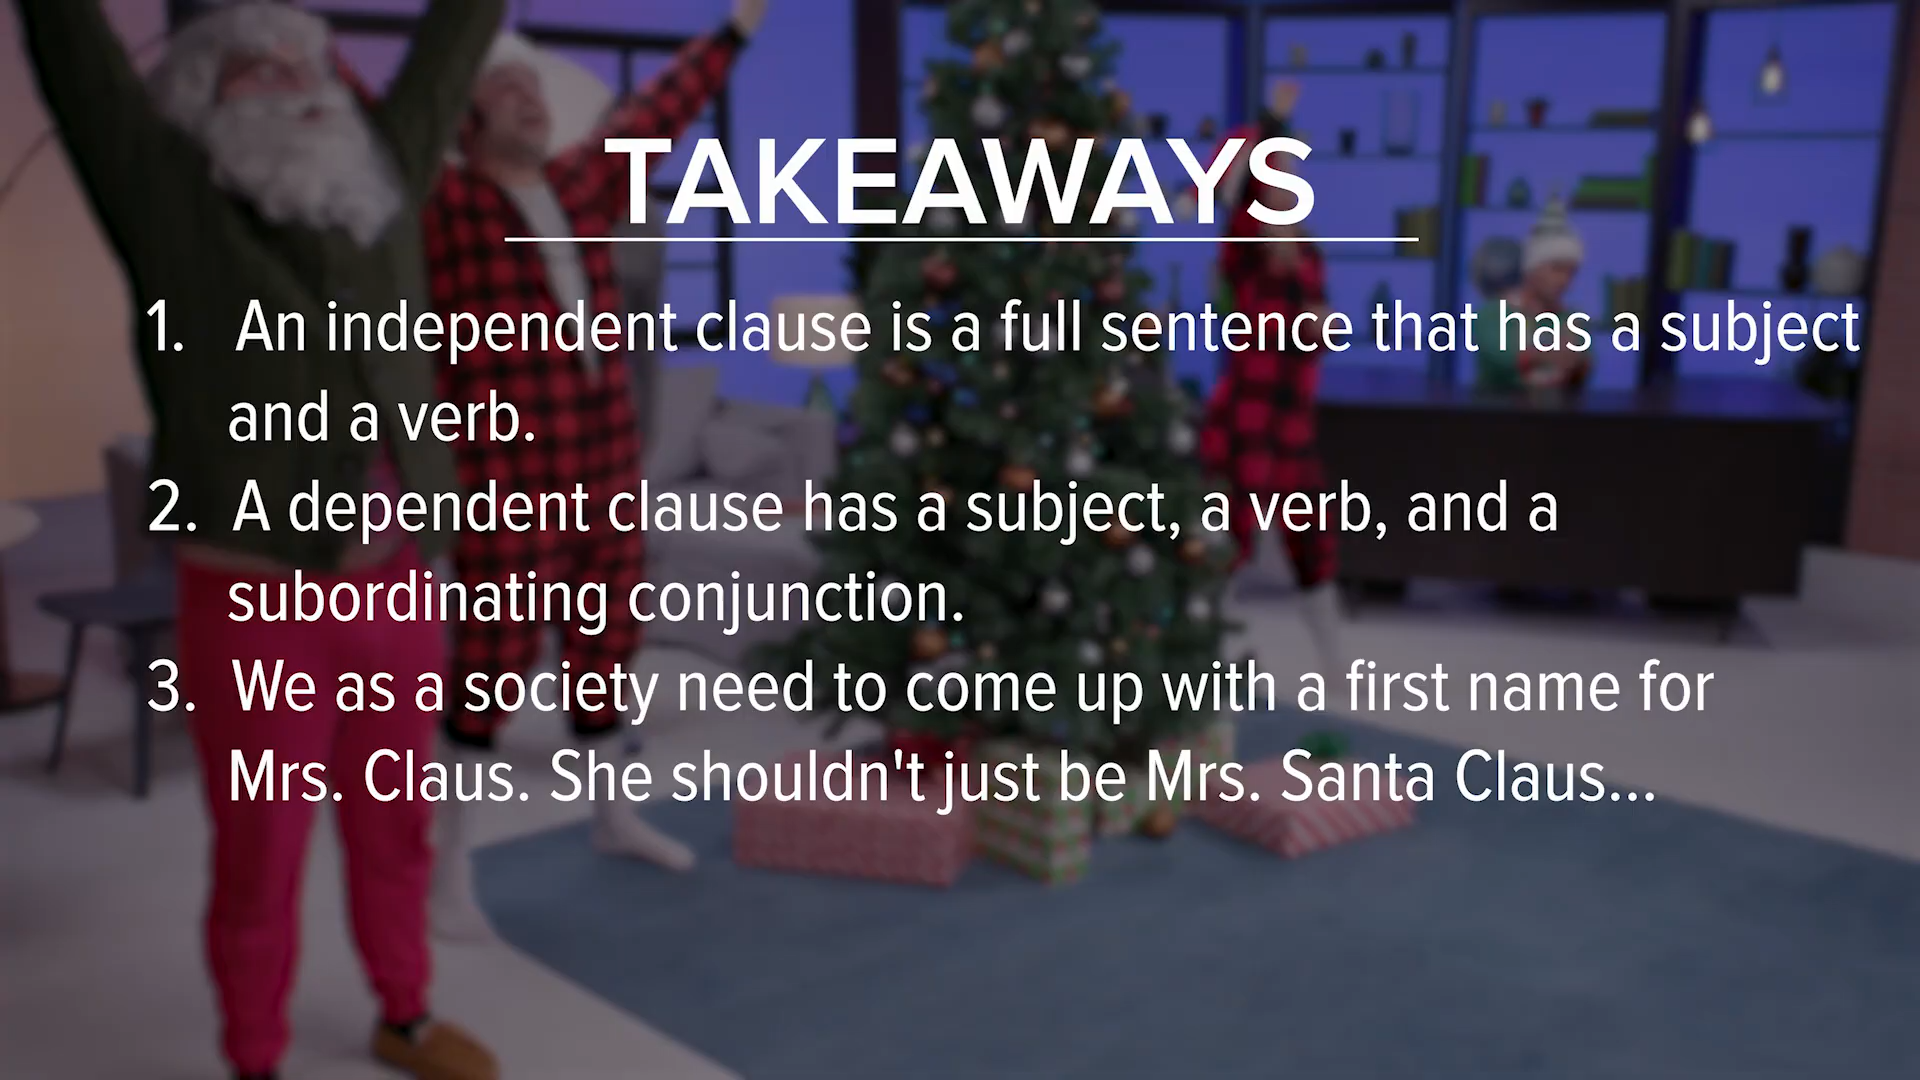 TAKEAWAYS
1. An independent clause is a full sentence that has a subject
and a verb.
2. A dependent clause has a subject, a verb, and a
subordinating conjunction.
3. We as a society need to come up with a first name for
Mrs. Claus. She shouldn't just be Mrs. Santa Claus...